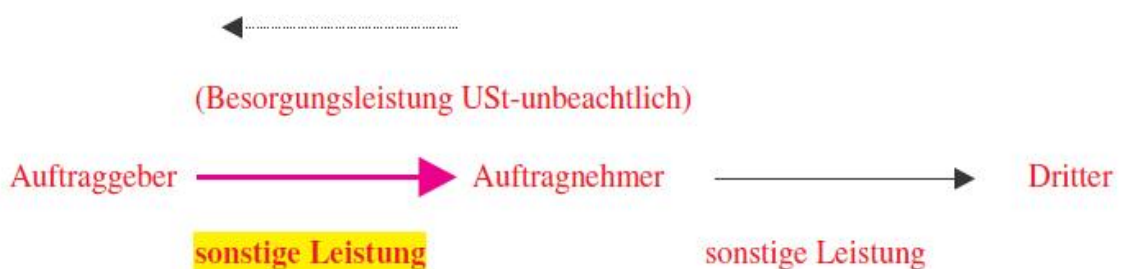 (Besorgungsleistung USt-unbeachtlich)
Auftraggeber Auftragnehmer Dritter
sonstige Leistung sonstige Leistung